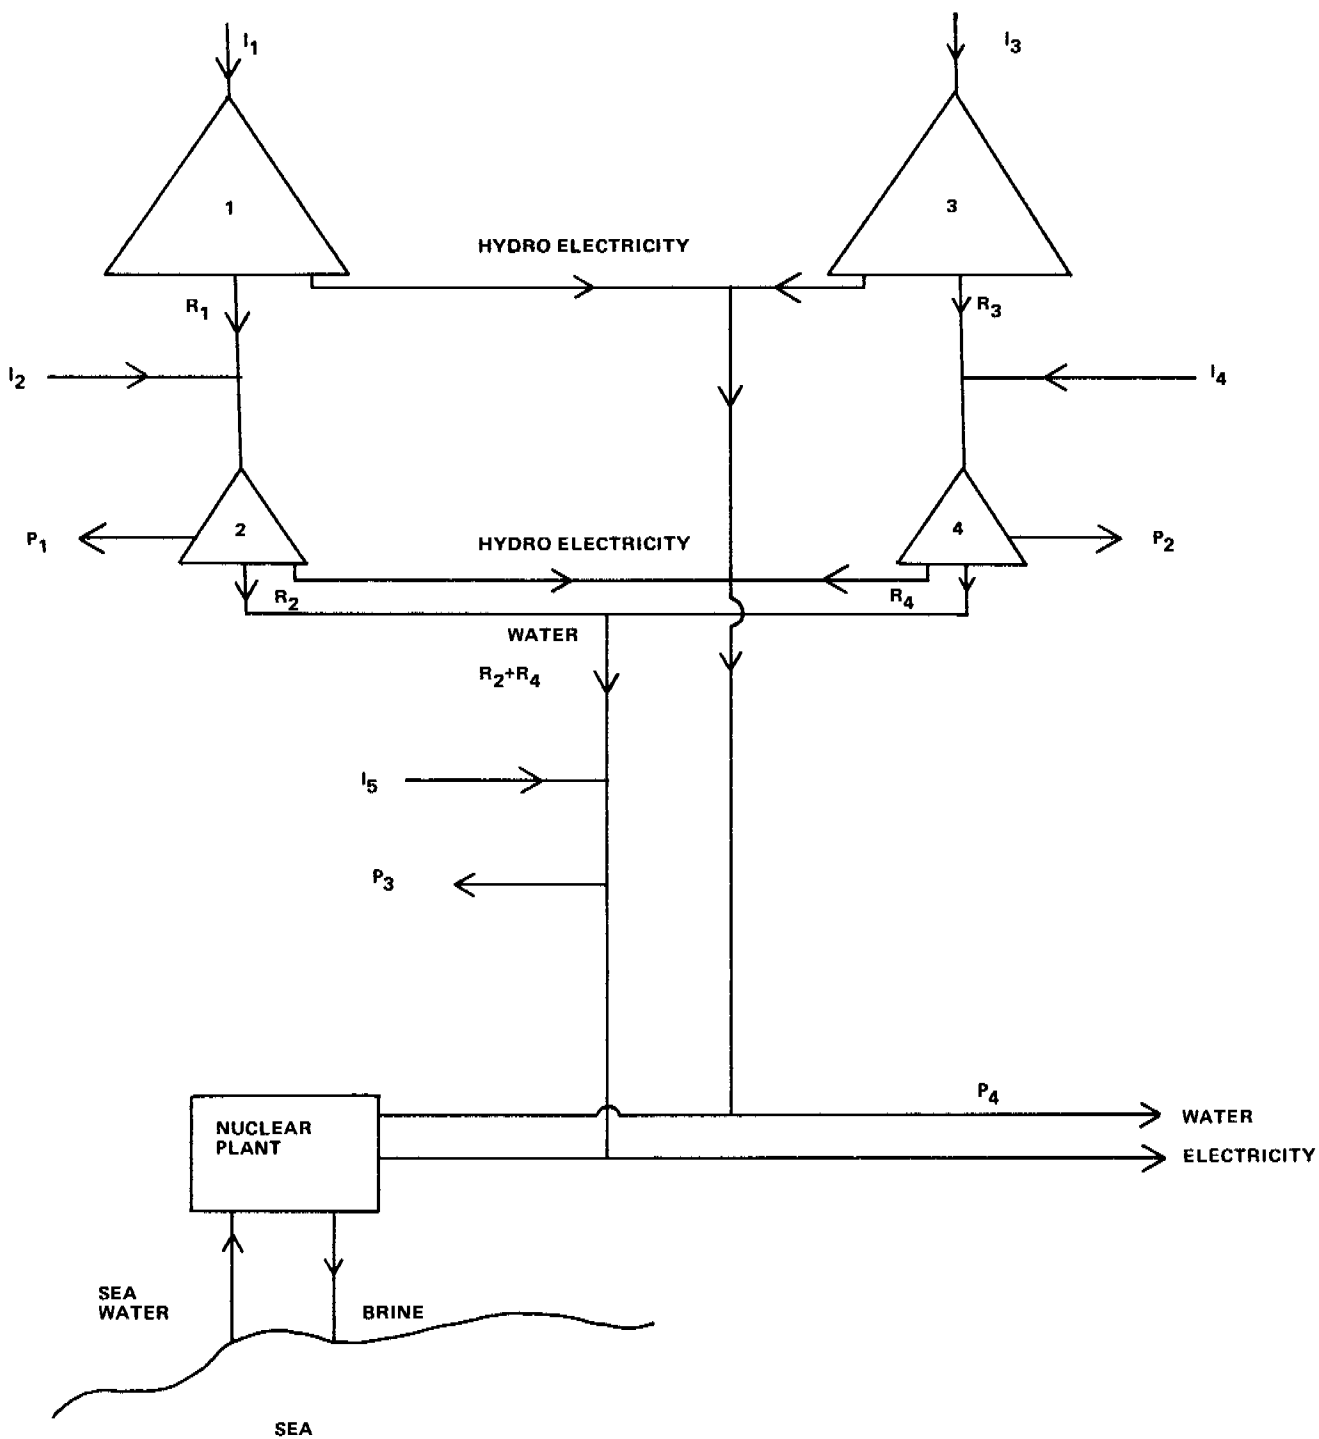 I1
I3
1
3
HYDRO ELECTRICITY
R1
R3
I2
I4
2
4
P1
P2
HYDRO ELECTRICITY
R2
R4
WATER
R2+R4
I5
P3
P4
NUCLEAR
PLANT
WATER
ELECTRICITY
SEA
WATER
BRINE
SEA